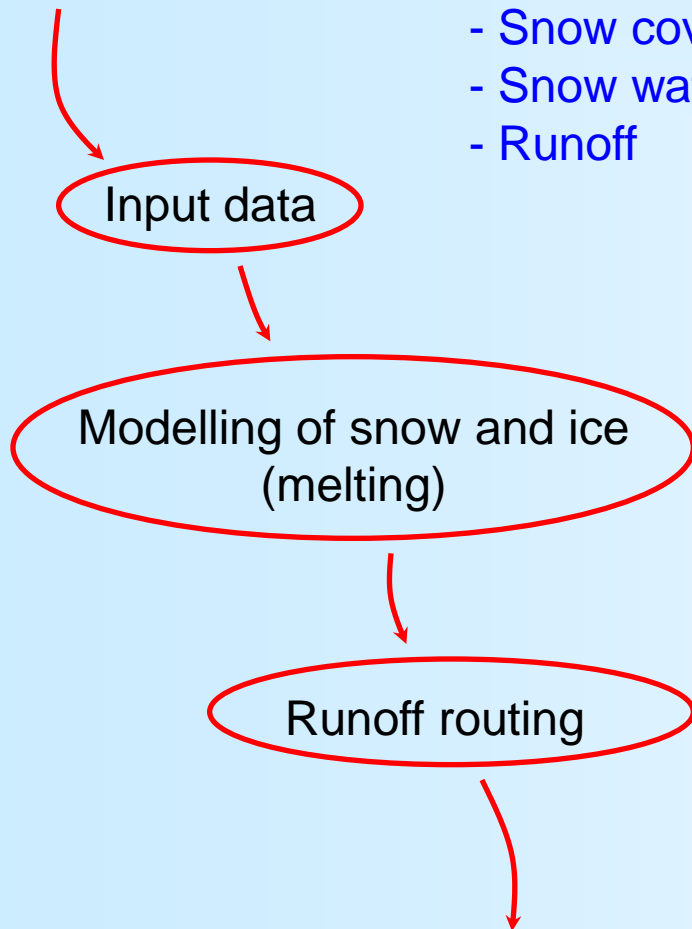 - Snow
- Snow
- Runoff
Input data
Modelling of snow and ice
(melting)
Runoff routing